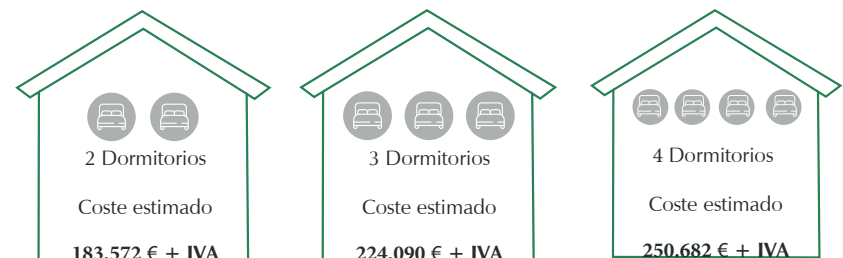 2 Dormitorios
Coste estimado
183.572 € + IVA
3 Dormitorios
Coste estimado
224.090 € + IVA
4 Dormitorios
Coste estimado
250.682 € + IVA